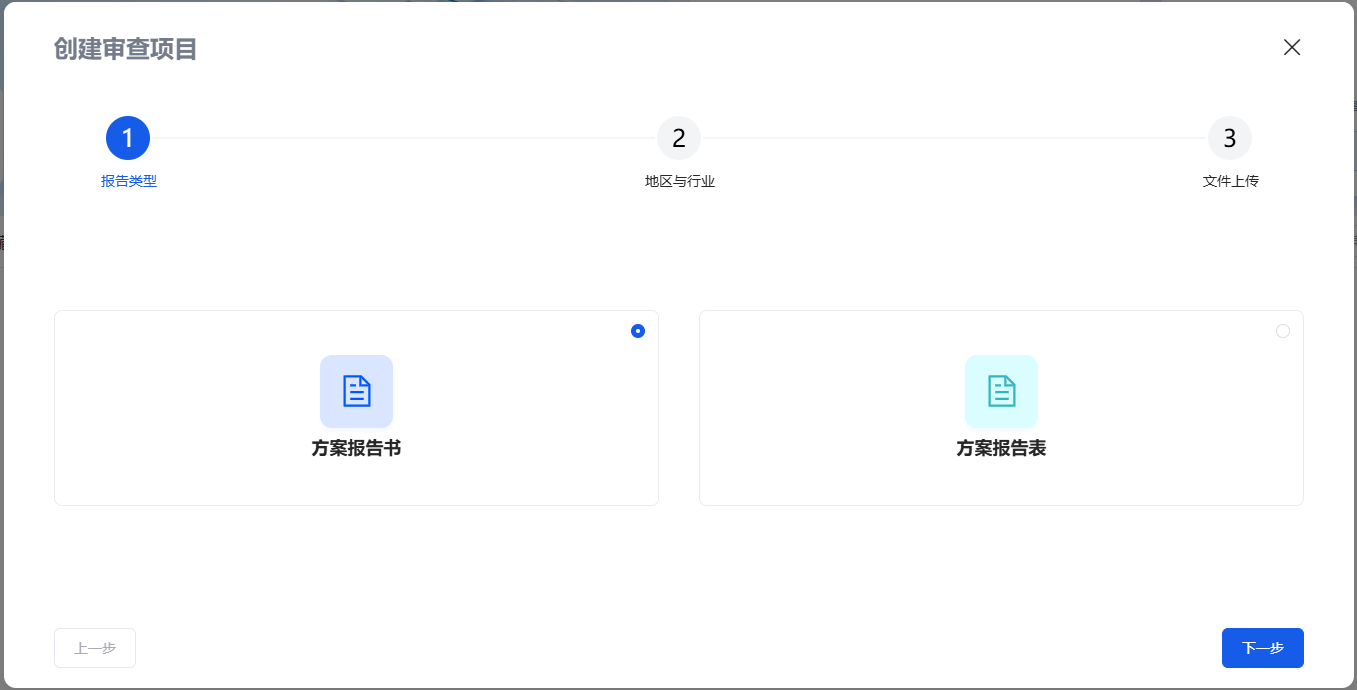 创建审查项目
1
2
3
报告类型
地区与行业
文件上传
方案报告书
方案报告表
上一步
下一步